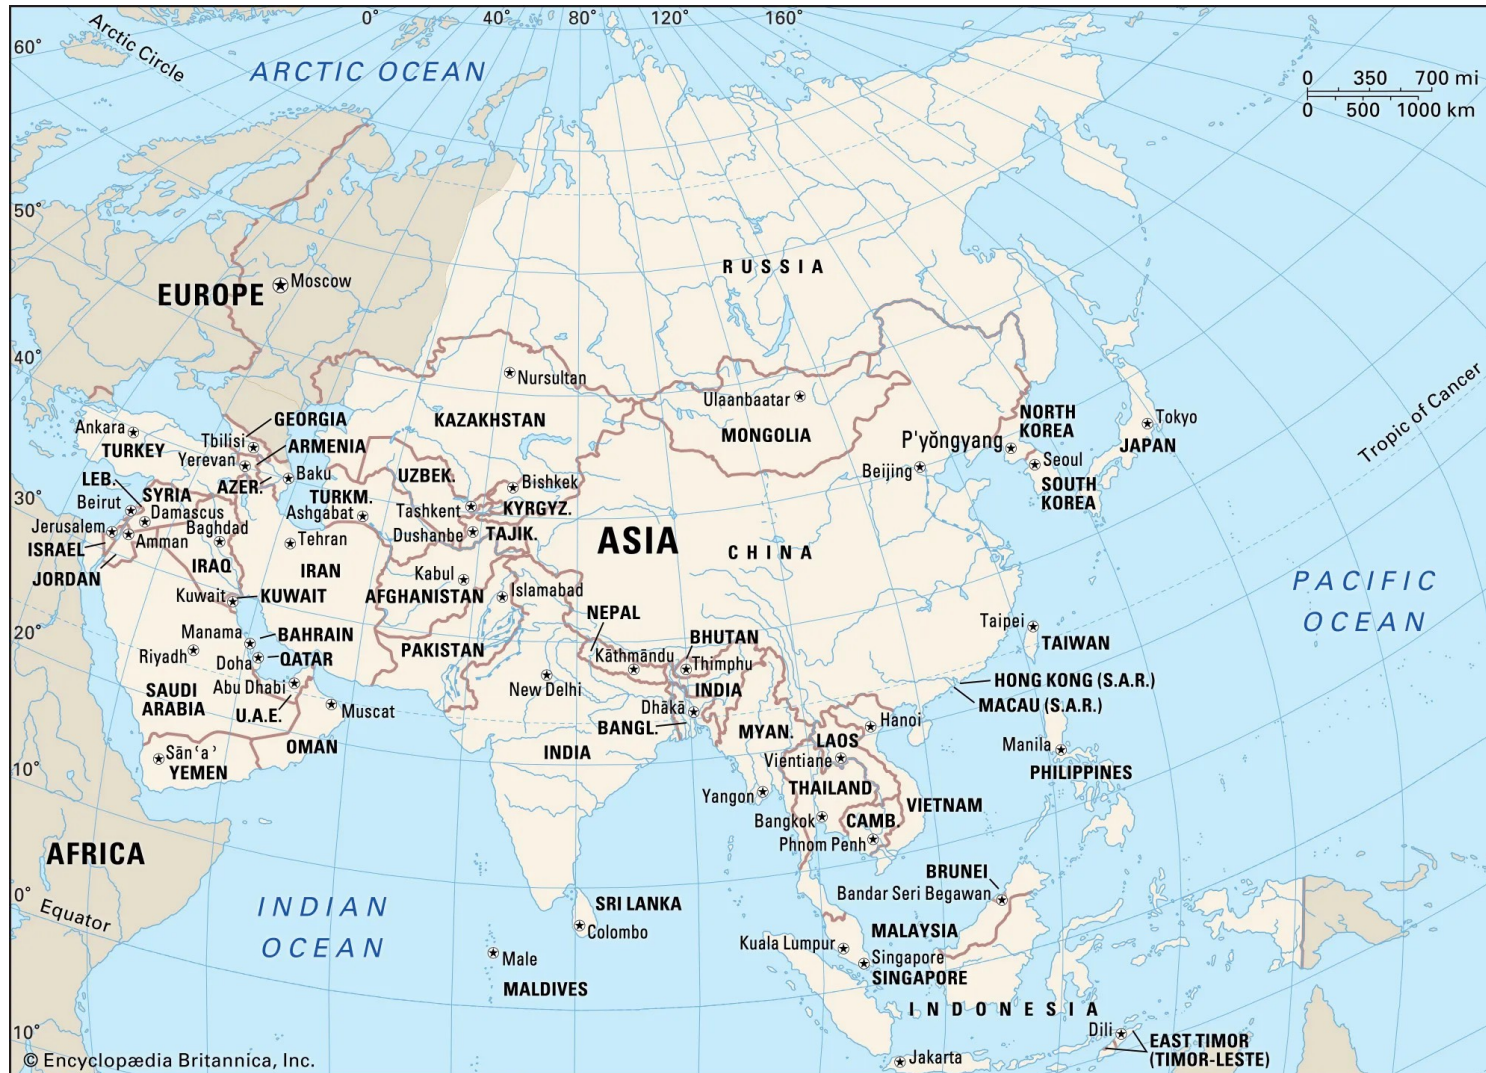 0° 40° 80° 120° 160°
60°
Arctic Circle
ARCTIC OCEAN
0 350 700 mi
0 500 1000 km
50°
RUSSIA
EUROPE
Moscow
40°
Nursultan
Ulaanbaatar
KAZAKHSTAN
MONGOLIA
GEORGIA
Ankara
TURKEY
Tbilisi
ARMENIA
Yerevan
Baku
AZER.
NORTH
KOREA
P'yŏngyang
Tokyo
JAPAN
Beijing
Seoul
SOUTH
KOREA
Tropic of Cancer
LEB.
SYRIA
Beirut
Damascus
UZBEK.
TURKM.
Ashgabat
Bishkek
Tashkent
KYRGYZ.
Dushanbe
TAJIK.
30°
Jerusalem
Baghdad
Amman
Tehran
ISRAEL
IRAQ
IRAN
JORDAN
ASIA
CHINA
Kabul
AFGHANISTAN
Islamabad
Kuwait
KUWAIT
PACIFIC
OCEAN
20°
Manama
BAHRAIN
Riyadh
Doha
QATAR
PAKISTAN
NEPAL
BHUTAN
Kāthmāndu
Thimphu
Taipei
TAIWAN
SAUDI
ARABIA
Abu Dhabi
U.A.E.
Muscat
New Delhi
INDIA
Dhākā
BANGL.
HONG KONG (S.A.R.)
MACAU (S.A.R.)
Sānʿaʾ
YEMEN
OMAN
INDIA
MYAN.
Hanoi
LAOS
Vientiane
Manila
PHILIPPINES
10°
THAILAND
Yangon
VIETNAM
Bangkok
CAMB.
Phnom Penh
AFRICA
BRUNEI
Bandar Seri Begawan
0°
Equator
INDIAN
OCEAN
SRI LANKA
Colombo
MALAYSIA
Kuala Lumpur
Singapore
SINGAPORE
Male
MALDIVES
INDONESIA
10°
Dili
EAST TIMOR
(TIMOR-LESTE)
© Encyclopædia Britannica, Inc.
Jakarta